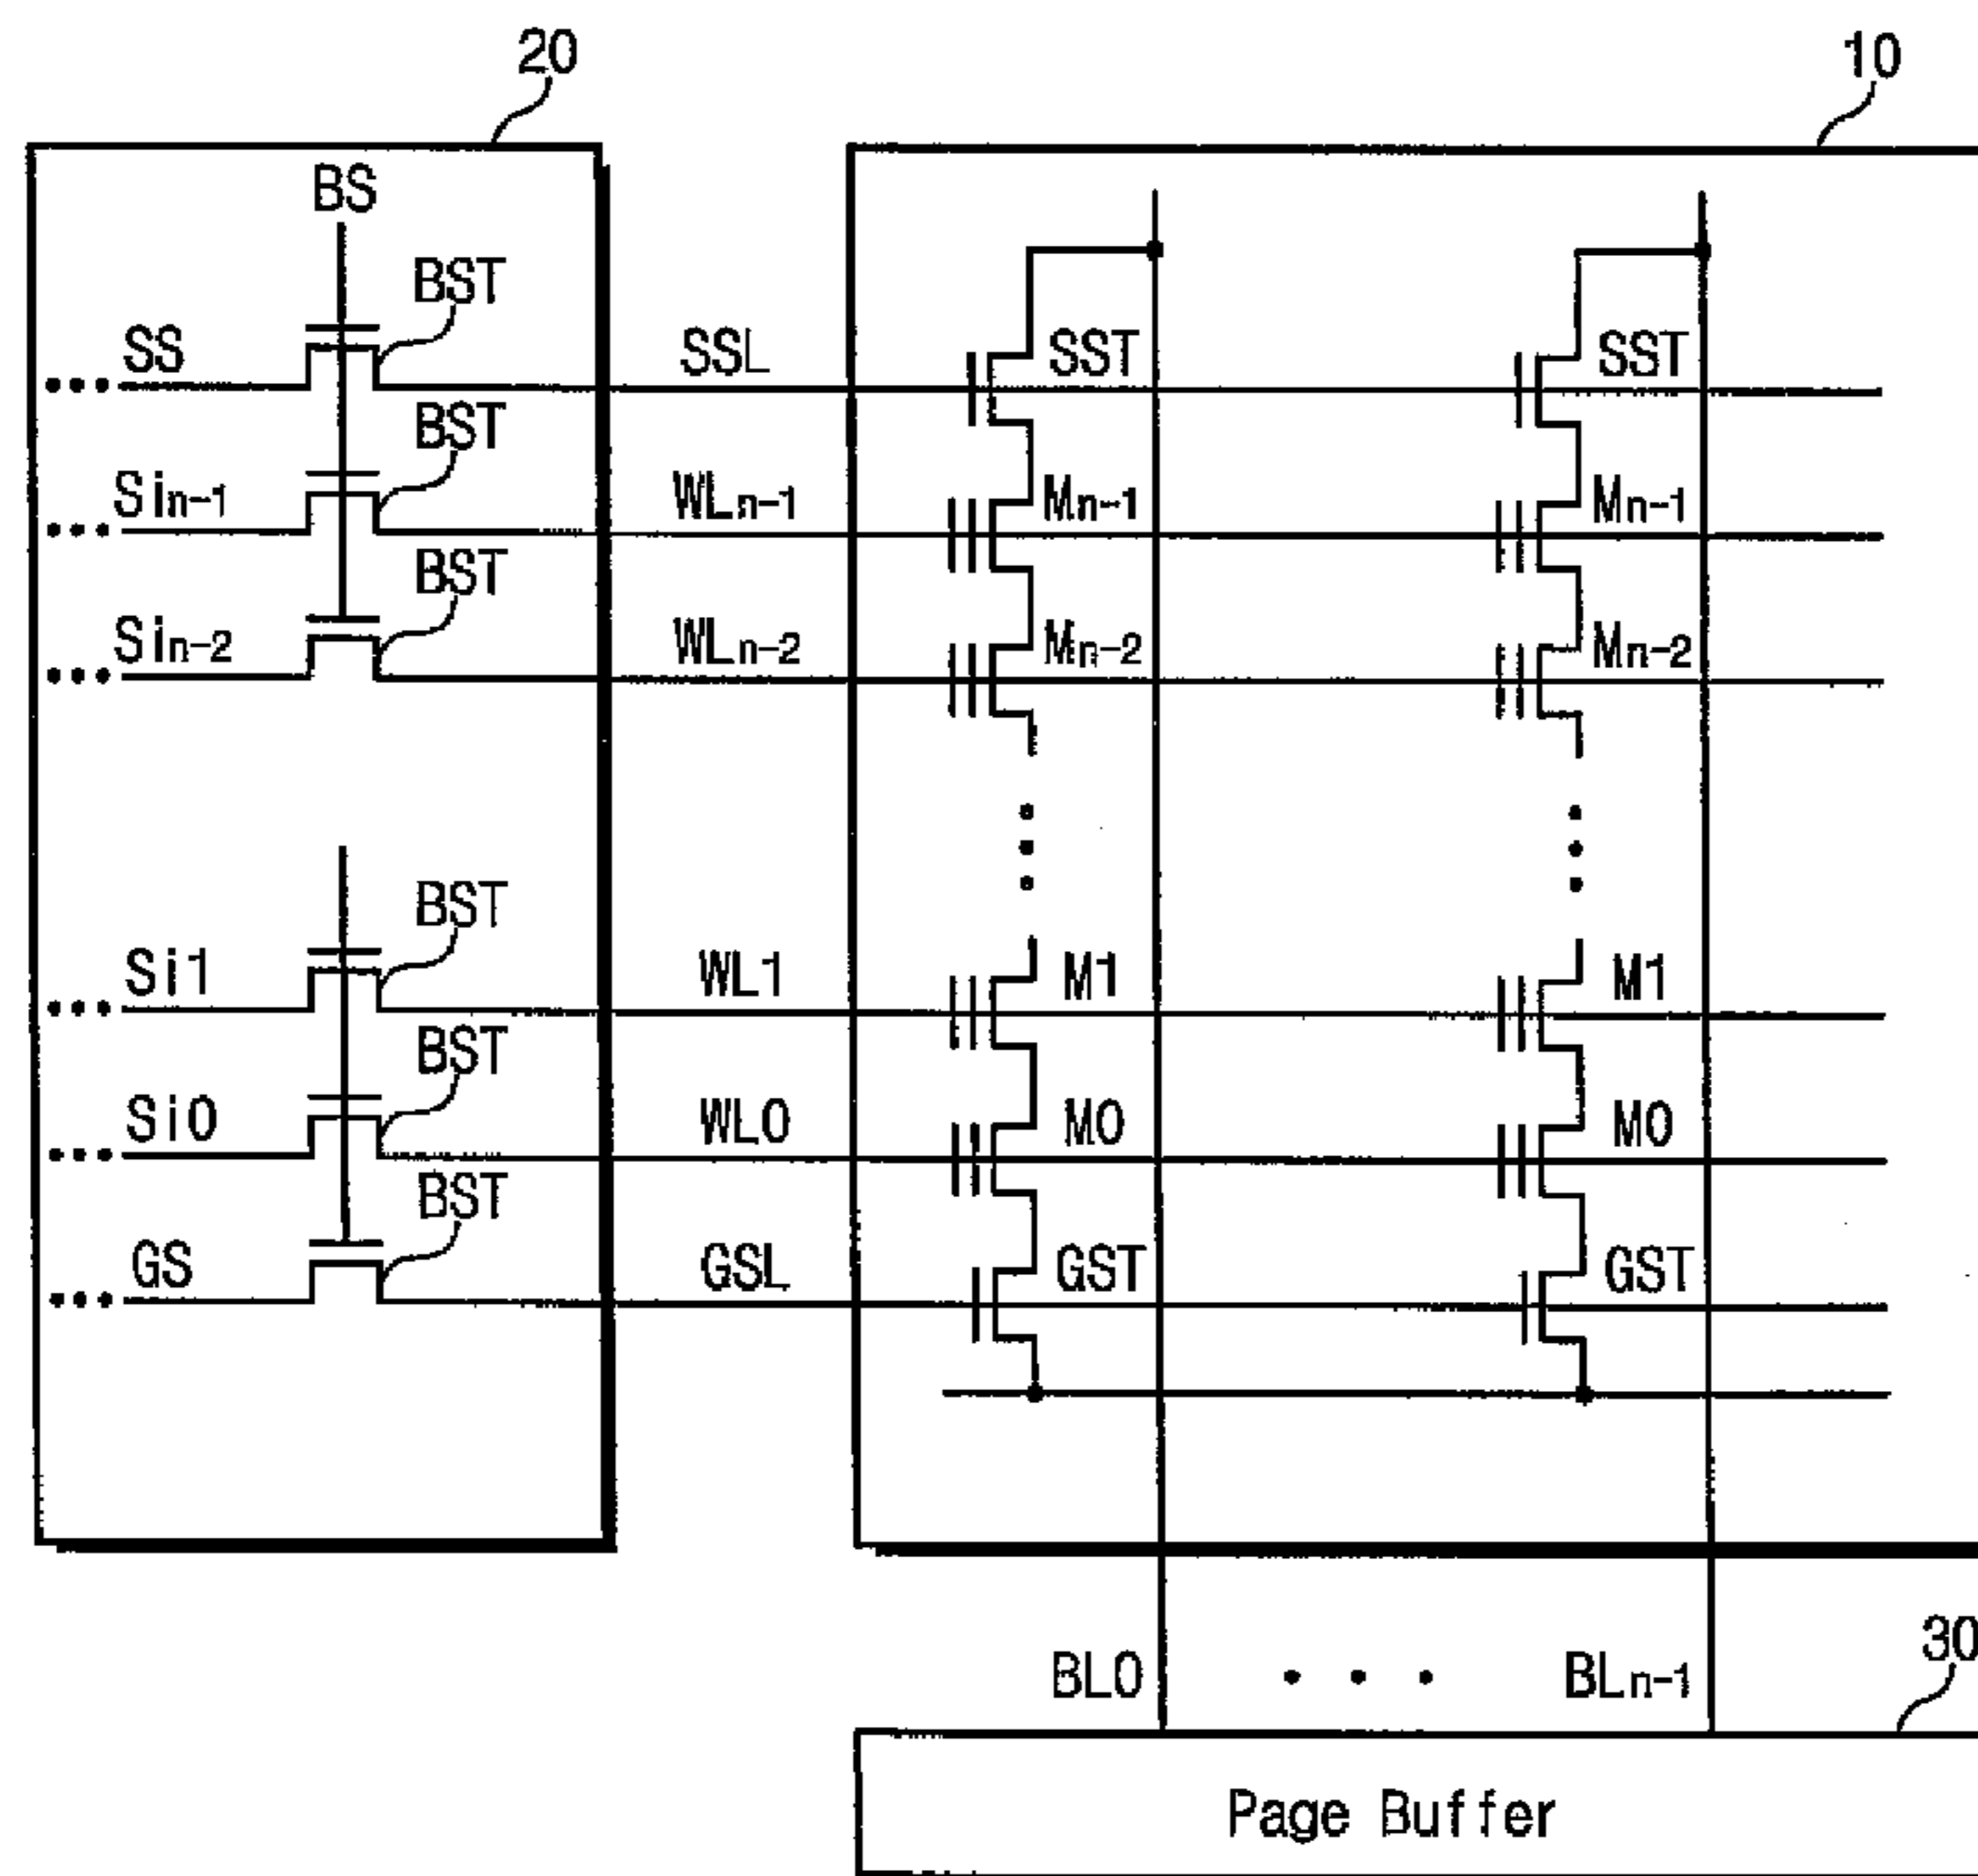 20
10
BS
BST
SS
SSL
SST
SST
BST
Sin-1
WLn-1
Mn-1
Mn-1
BST
Sin-2
WLn-2
Mn-2
Mn-2
BST
Si1
WL1
M1
M1
BST
Si0
WL0
M0
M0
BST
GS
GSL
GST
GST
30
BL0
BLn-1
Page Buffer